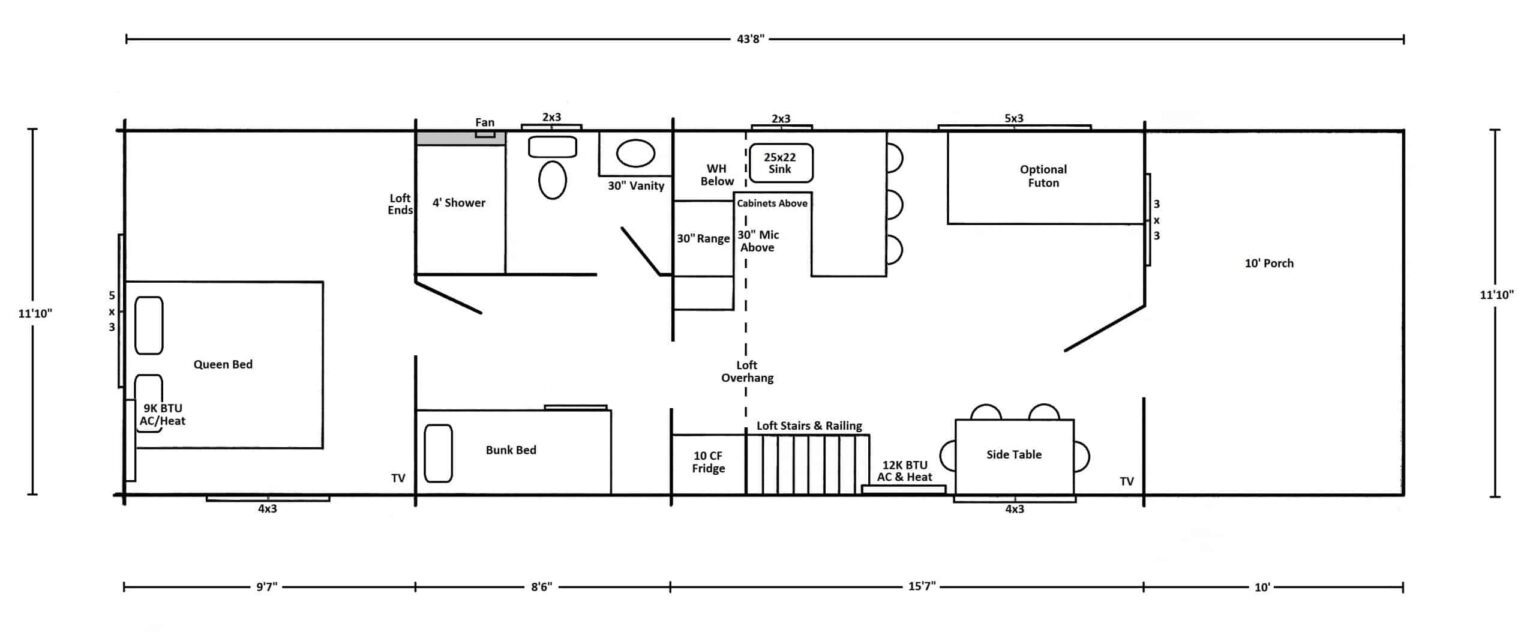 43'8"
Fan
2x3
2x3
5x3
WH
Below
25x22
Sink
Optional
Futon
30" Vanity
Loft
Ends
4' Shower
Cabinets Above
3
x
3
30" Range
30" Mic
Above
10' Porch
11'10"
5
x
3
11'10"
Queen Bed
Loft
Overhang
9K BTU
AC/Heat
Loft Stairs & Railing
Bunk Bed
10 CF
Fridge
Side Table
12K BTU
AC & Heat
TV
TV
4x3
4x3
9'7"
8'6"
15'7"
10'